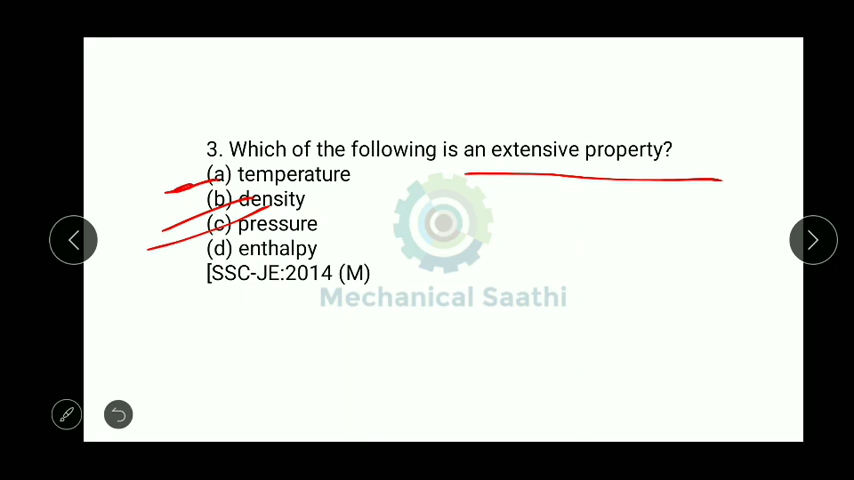 3. Which of the following is an extensive property?
(a) temperature
(b) density
(c) pressure
(d) enthalpy
[SSC-JE:2014 (M)
Mechanical Saathi